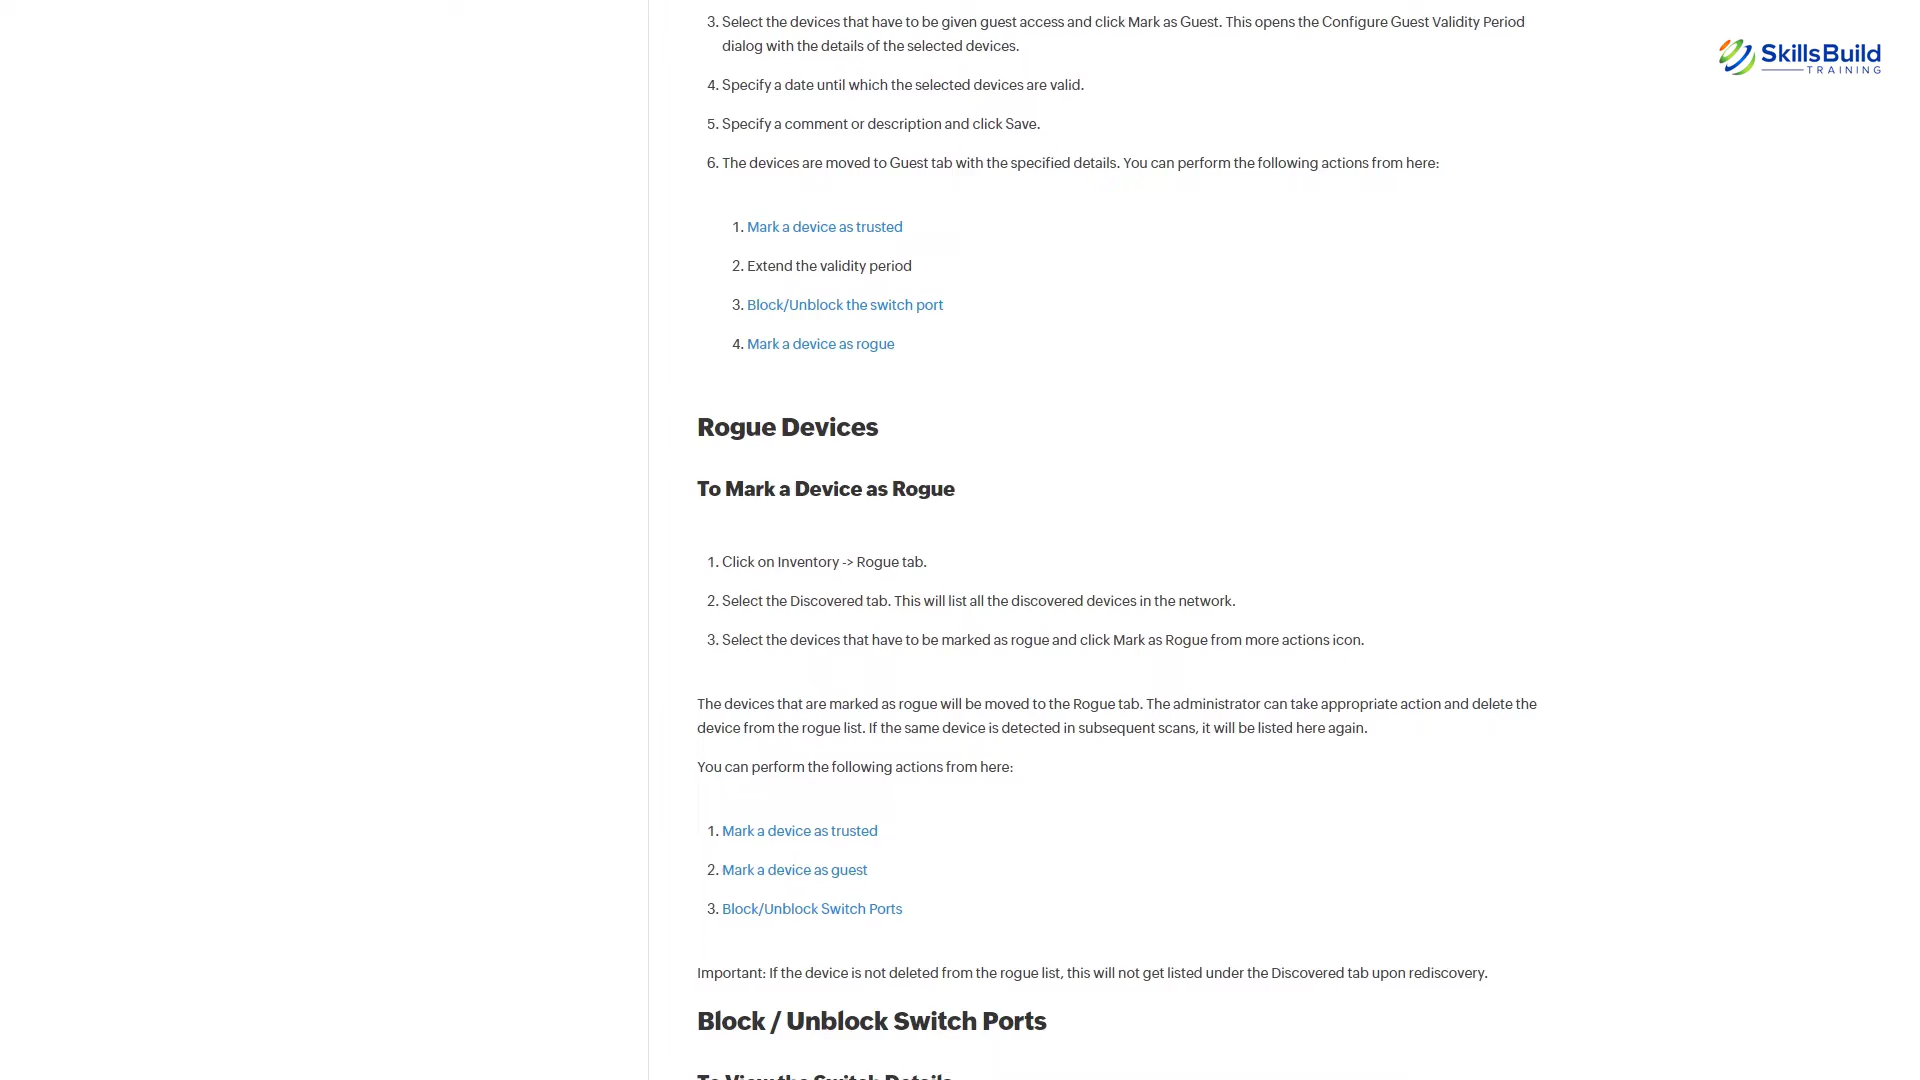 3. Select the devices that have to be given guest access and click Mark as Guest. This opens the Configure Guest Validity Period
dialog with the details of the selected devices.
SkillsBuild
TRAINING
4. Specify a date until which the selected devices are valid.
5. Specify a comment or description and click Save.
6. The devices are moved to Guest tab with the specified details. You can perform the following actions from here:
1. Mark a device as trusted
2. Extend the validity period
3. Block/Unblock the switch port
4. Mark a device as rogue
Rogue Devices
To Mark a Device as Rogue
1. Click on Inventory -> Rogue tab.
2. Select the Discovered tab. This will list all the discovered devices in the network.
3. Select the devices that have to be marked as rogue and click Mark as Rogue from more actions icon.
The devices that are marked as rogue will be moved to the Rogue tab. The administrator can take appropriate action and delete the
device from the rogue list. If the same device is detected in subsequent scans, it will be listed here again.
You can perform the following actions from here:
1. Mark a device as trusted
2. Mark a device as guest
3. Block/Unblock Switch Ports
Important: If the device is not deleted from the rogue list, this will not get listed under the Discovered tab upon rediscovery.
Block / Unblock Switch Ports
To View the Switch Details